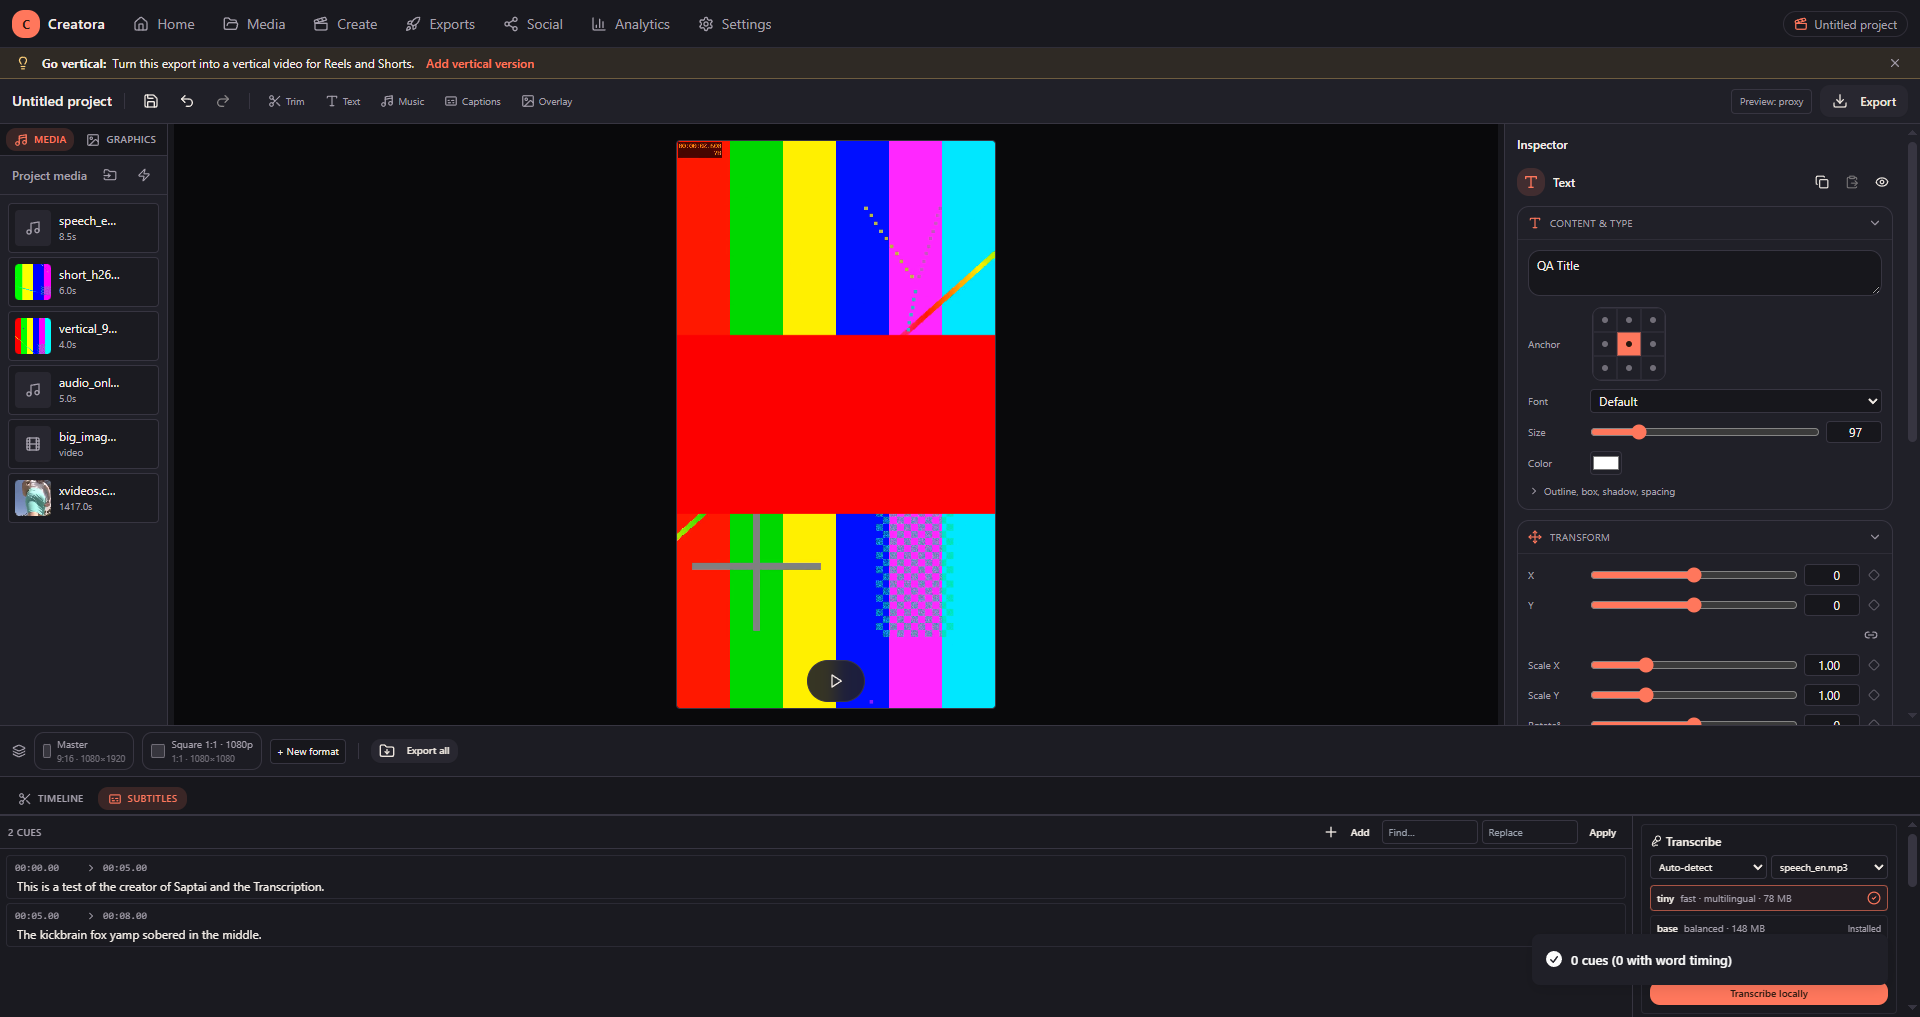 C Creatora Home Media Create Exports Social Analytics Settings Untitled project
Go vertical: Turn this export into a vertical video for Reels and Shorts. Add vertical version
Untitled project Trim Text Music Captions Overlay Preview: proxy Export
MEDIA GRAPHICS
Project media
speech_e...
8.5s
short_h26...
6.0s
vertical_9...
4.0s
audio_onl...
5.0s
big_imag...
video
xvideos.c...
1417.0s
00:00:02.600
78
Inspector
Text
CONTENT & TYPE
QA Title
Anchor
Font Default
Size 97
Color
Outline, box, shadow, spacing
TRANSFORM
X 0
Y 0
Scale X 1.00
Scale Y 1.00
Rotate° 0
Master
9:16 · 1080×1920
Square 1:1 · 1080p
1:1 · 1080×1080
+ New format
Export all
TIMELINE SUBTITLES
2 CUES
Add Find... Replace Apply
00:00.00 > 00:05.00
This is a test of the creator of Saptai and the Transcription.
00:05.00 > 00:08.00
The kickbrain fox yamp sobered in the middle.
Transcribe
Auto-detect speech_en.mp3
tiny fast · multilingual · 78 MB
base balanced · 148 MB Installed
0 cues (0 with word timing)
Transcribe locally